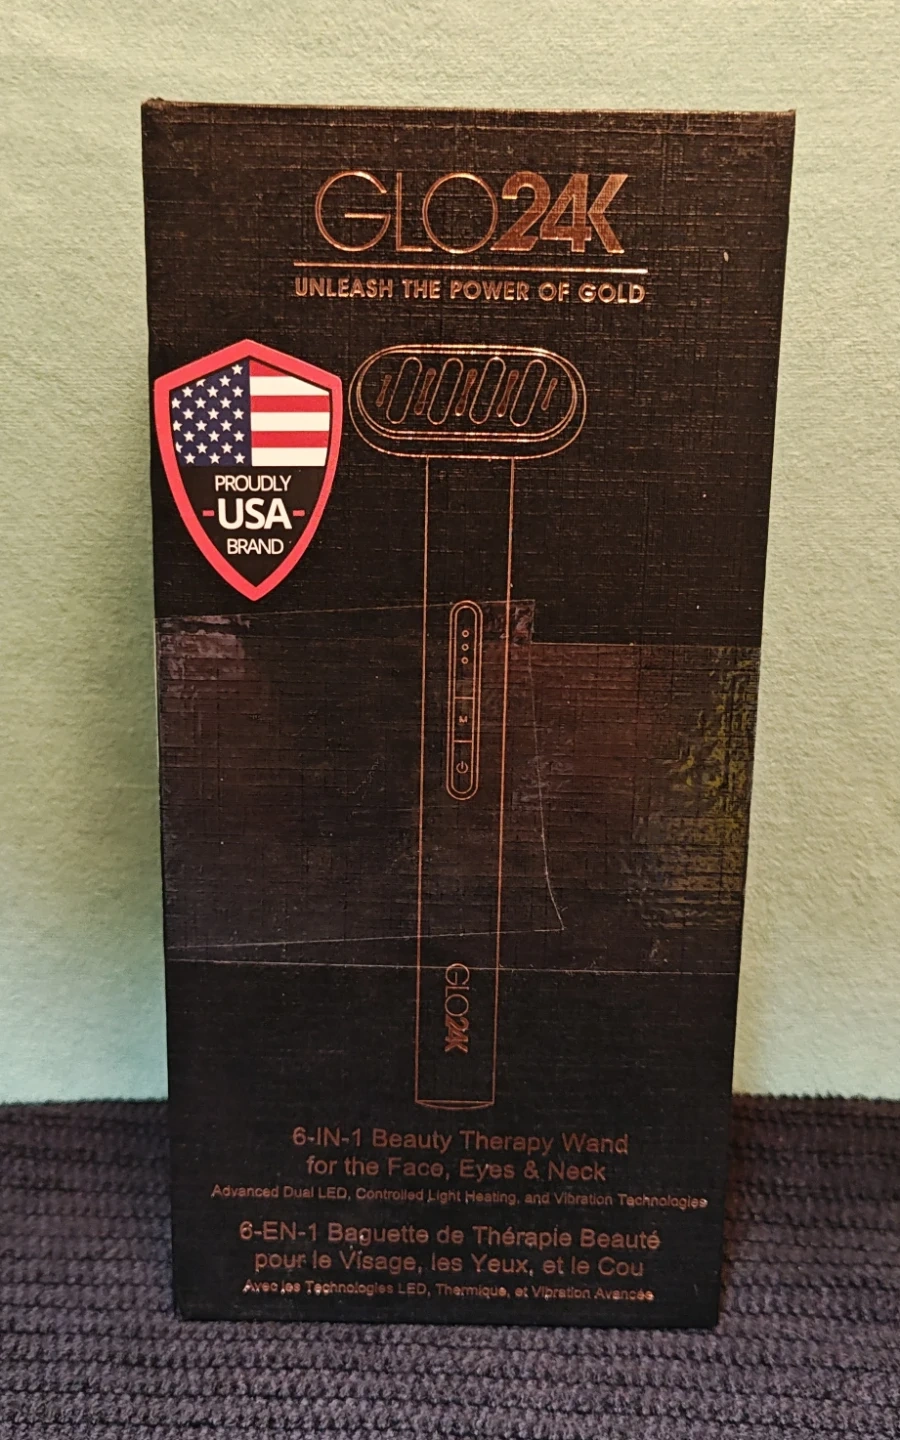 GLO24K
UNLEASH THE POWER OF GOLD
PROUDLY
-USA-
BRAND
M
GLO24K
6-IN-1 Beauty Therapy Wand
for the Face, Eyes & Neck
Advanced Dual LED, Controlled Light Heating, and Vibration Technologies
6-EN-1 Baguette de Thérapie Beauté
pour le Visage, les Yeux, et le Cou
Avec les Technologies LED, Thermique, et Vibration Avancés